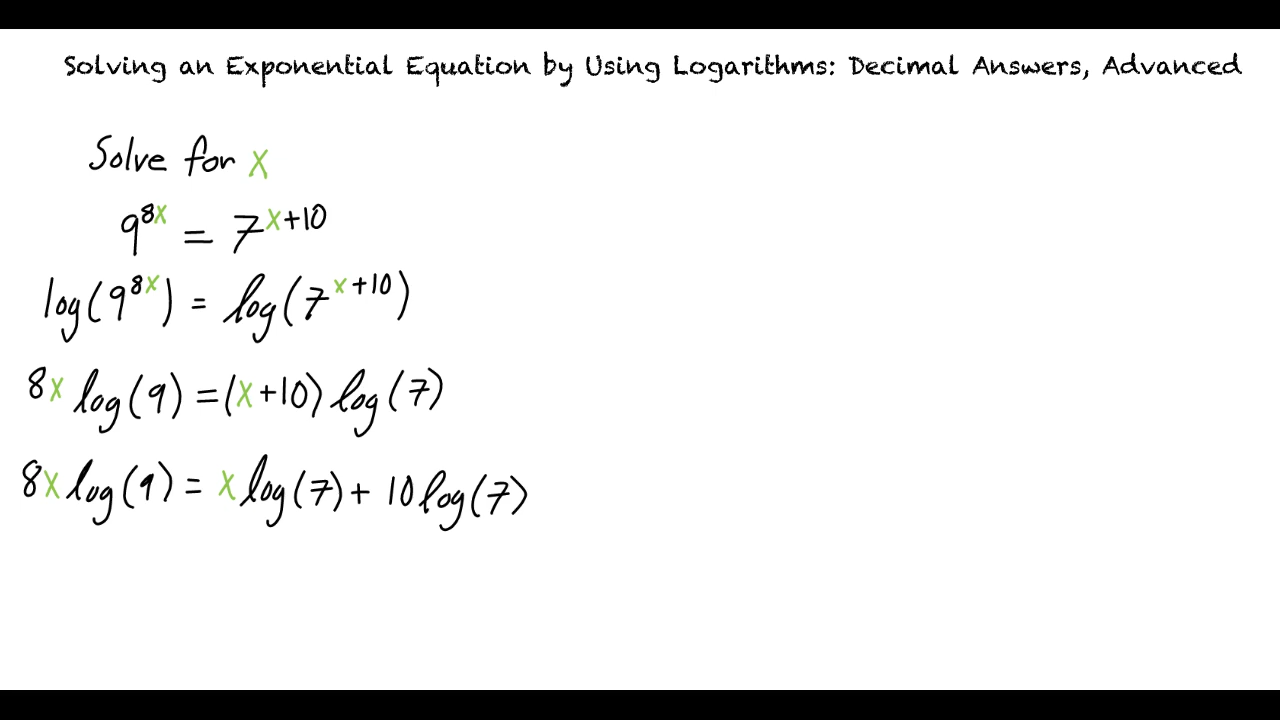 Solving an Exponential Equation by Using Logarithms: Decimal Answers, Advanced
Solve for x
9^{8x} = 7^{x+10}
log(9^{8x}) = log(7^{x+10})
8x log(9) = (x+10) log(7)
8x log(9) = x log(7) + 10 log(7)